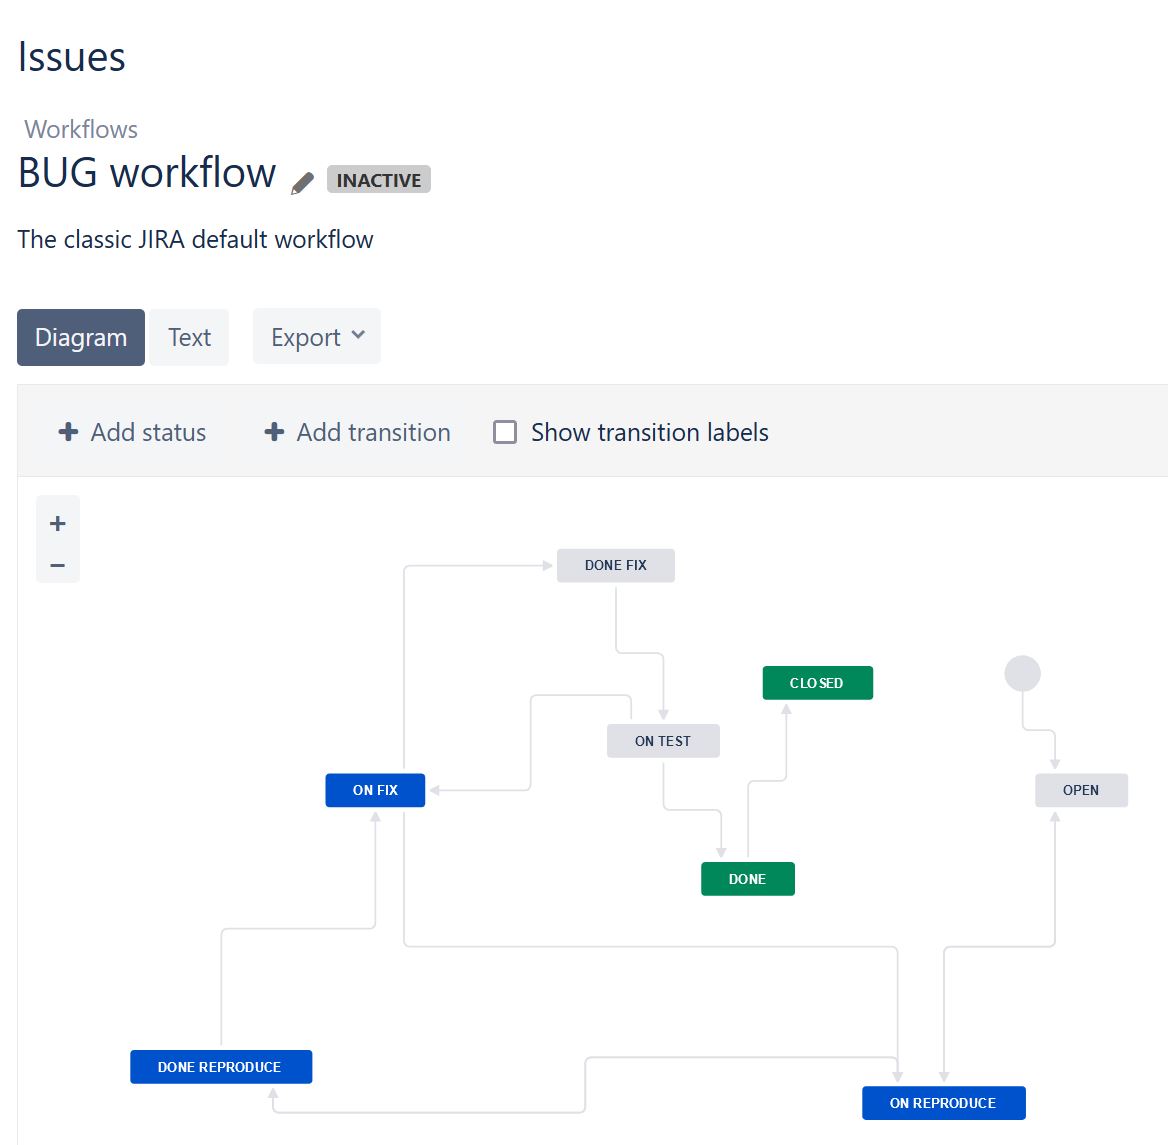 Issues
Workflows
BUG workflow INACTIVE
The classic JIRA default workflow
Diagram Text Export
+ Add status + Add transition Show transition labels
+
−
DONE FIX
CLOSED
ON TEST
ON FIX
OPEN
DONE
DONE REPRODUCE
ON REPRODUCE